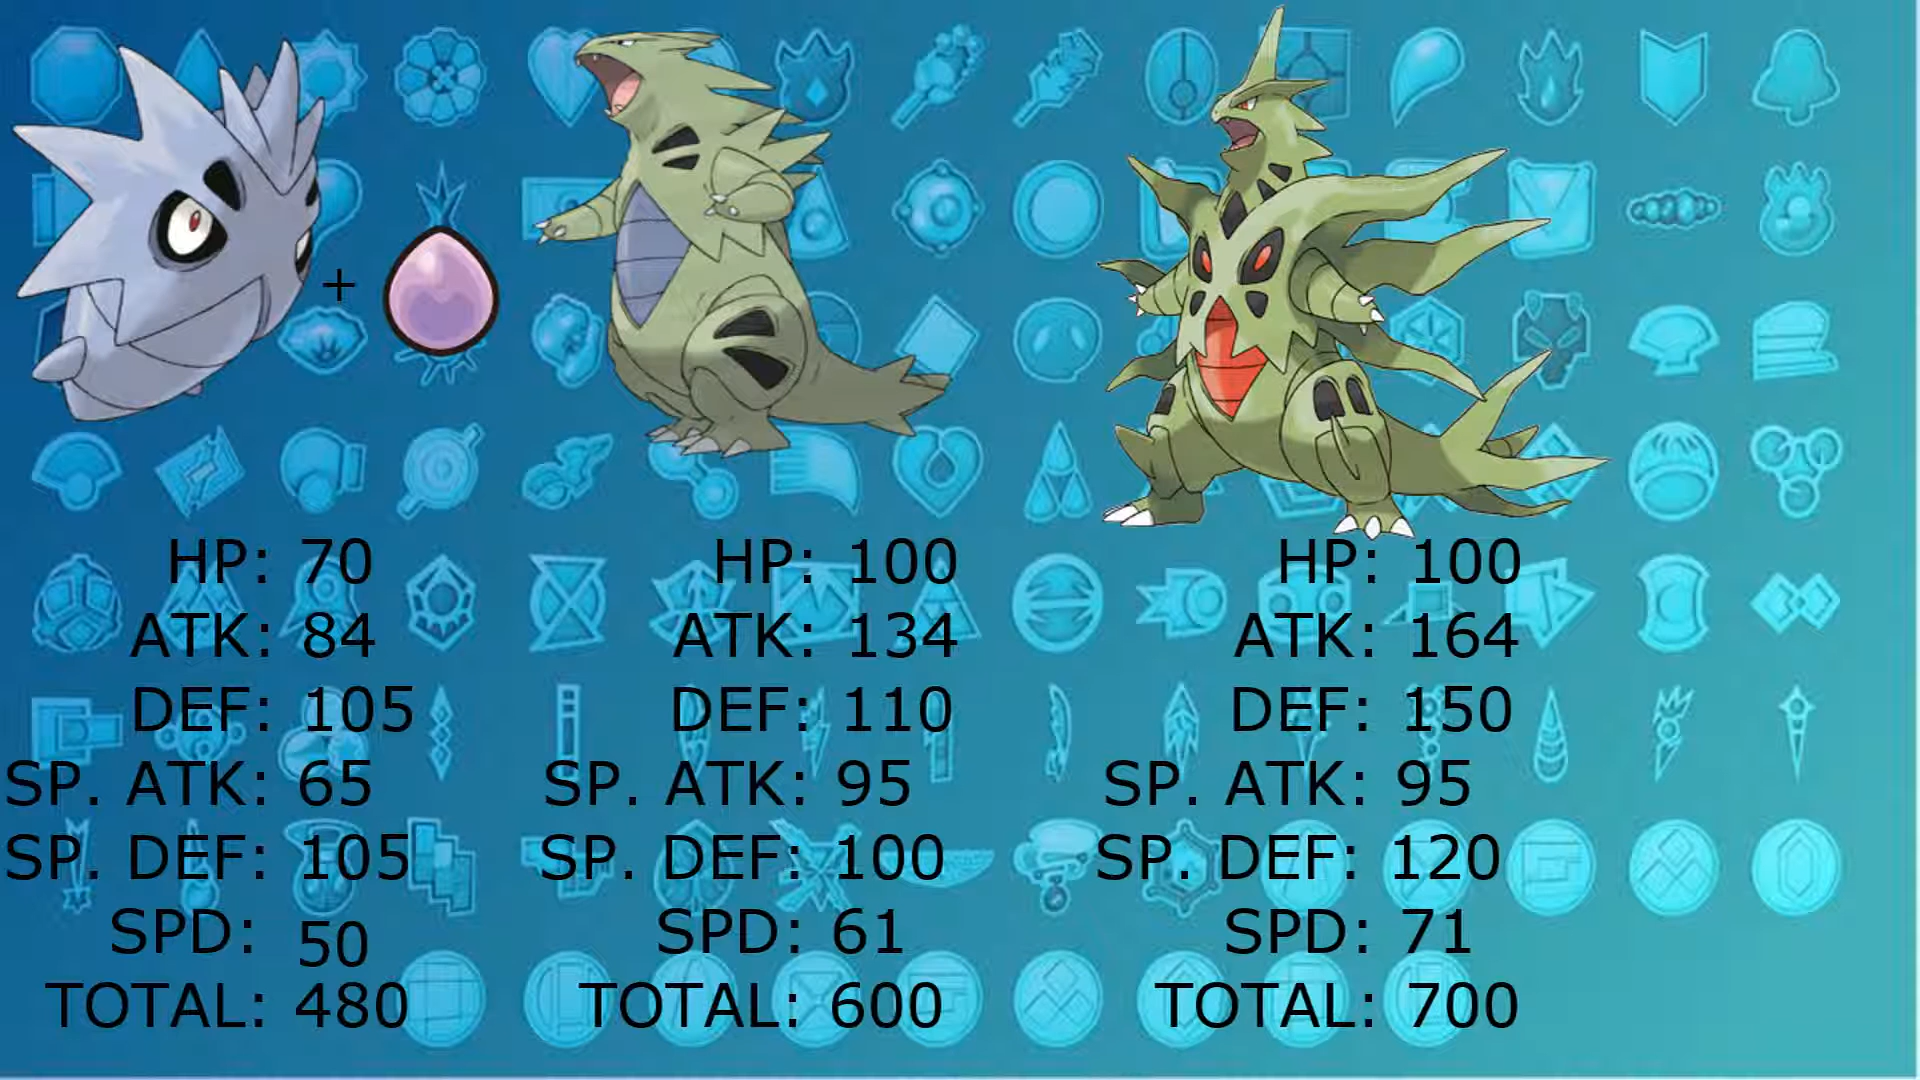 +
HP: 70
ATK: 84
DEF: 105
SP. ATK: 65
SP. DEF: 105
SPD: 50
TOTAL: 480
HP: 100
ATK: 134
DEF: 110
SP. ATK: 95
SP. DEF: 100
SPD: 61
TOTAL: 600
HP: 100
ATK: 164
DEF: 150
SP. ATK: 95
SP. DEF: 120
SPD: 71
TOTAL: 700